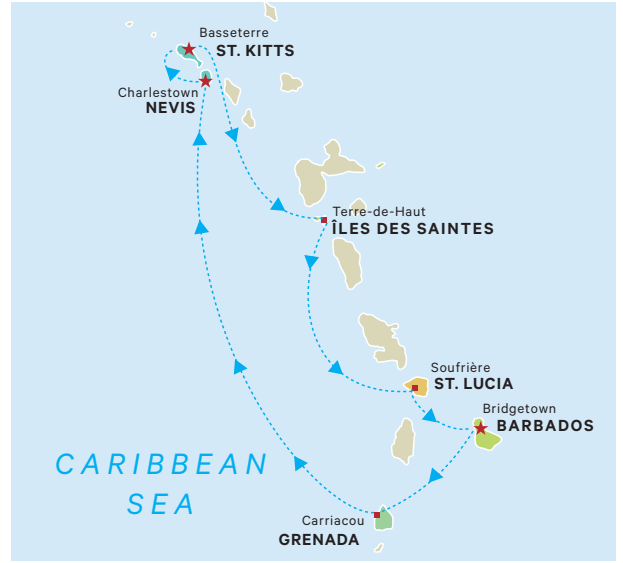 Basseterre
ST. KITTS
Charlestown
NEVIS
Terre-de-Haut
ÎLES DES SAINTES
Soufrière
ST. LUCIA
Bridgetown
BARBADOS
CARIBBEAN
SEA
Carriacou
GRENADA